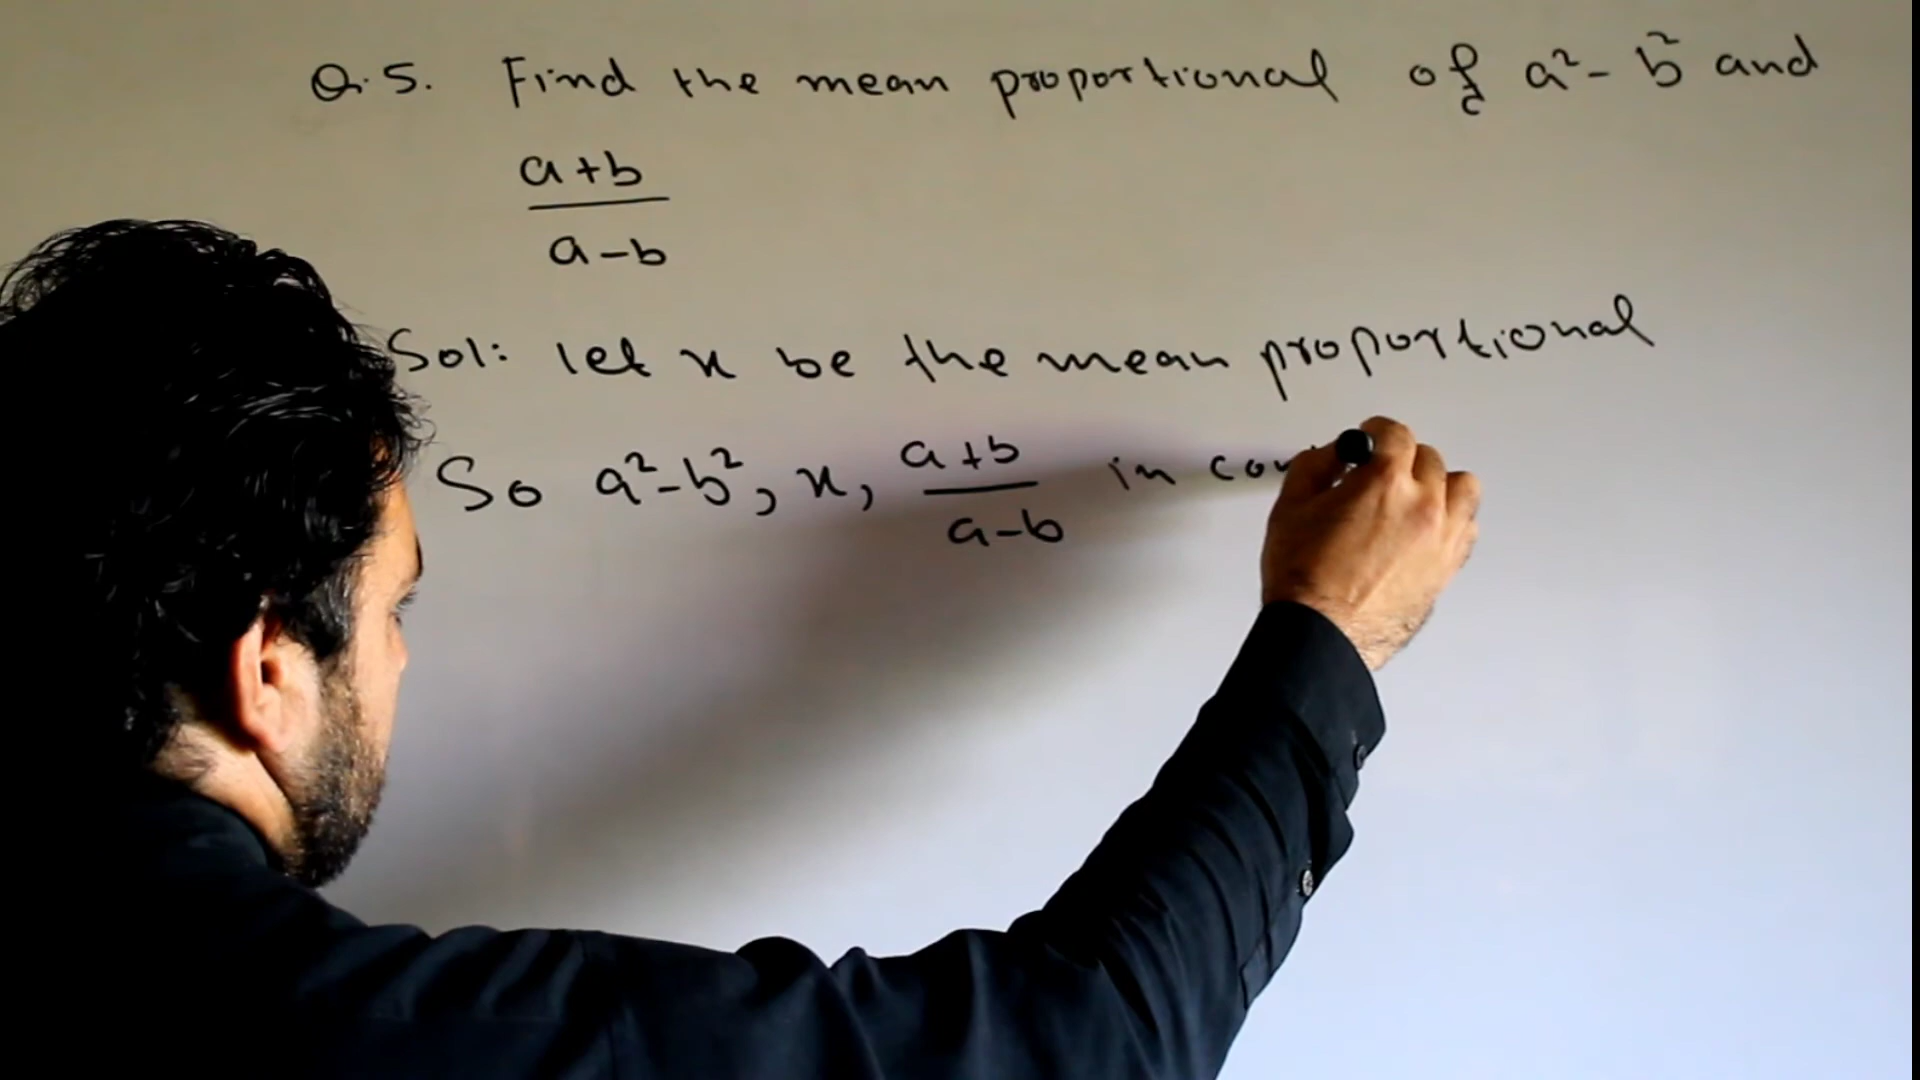 Q.5. Find the mean proportional of a²-b² and
a+b
a-b
Sol: let x be the mean proportional
So a²-b², x, a+b in
a-b